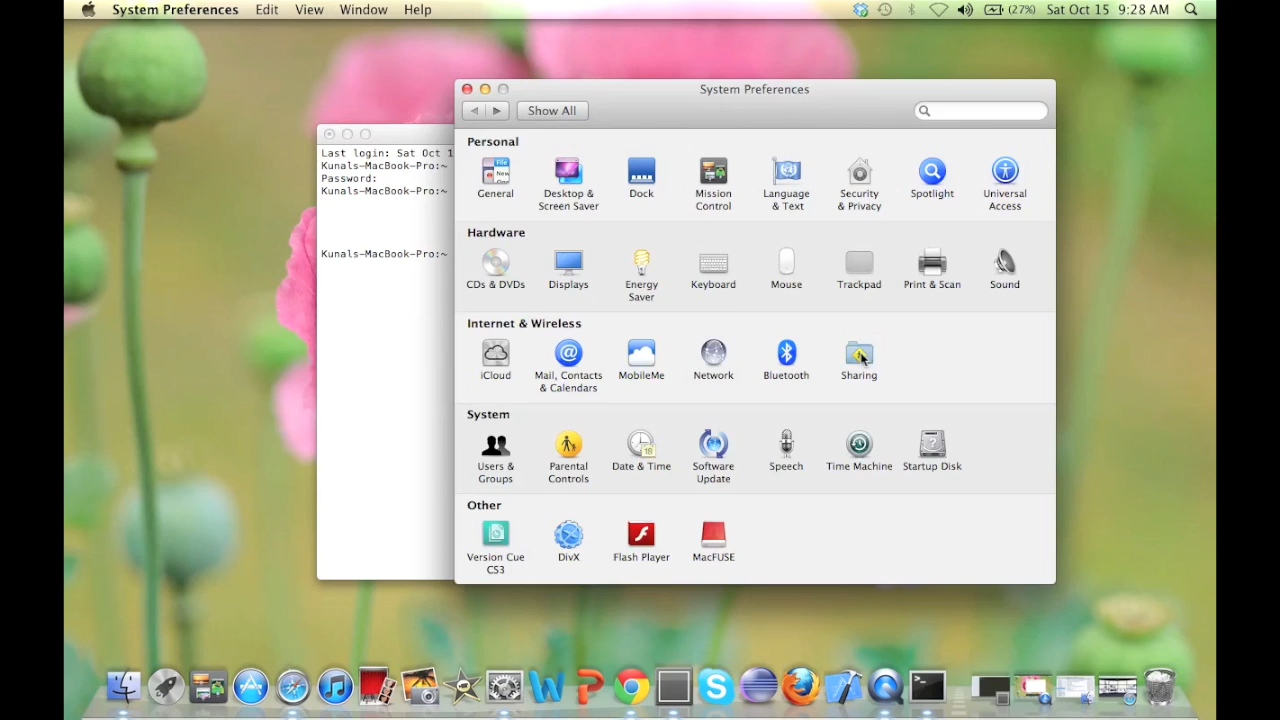 System Preferences Edit View Window Help (27%) Sat Oct 15 9:28 AM
System Preferences
Show All
Last login: Sat Oct 1
Kunals-MacBook-Pro:~
Password:
Kunals-MacBook-Pro:~
Kunals-MacBook-Pro:~
Personal
General
Desktop &
Screen Saver
Dock
Mission
Control
Language
& Text
Security
& Privacy
Spotlight
Universal
Access
Hardware
CDs & DVDs
Displays
Energy
Saver
Keyboard
Mouse
Trackpad
Print & Scan
Sound
Internet & Wireless
iCloud
Mail, Contacts
& Calendars
MobileMe
Network
Bluetooth
Sharing
System
Users &
Groups
Parental
Controls
Date & Time
Software
Update
Speech
Time Machine
Startup Disk
Other
Version Cue
CS3
DivX
Flash Player
MacFUSE